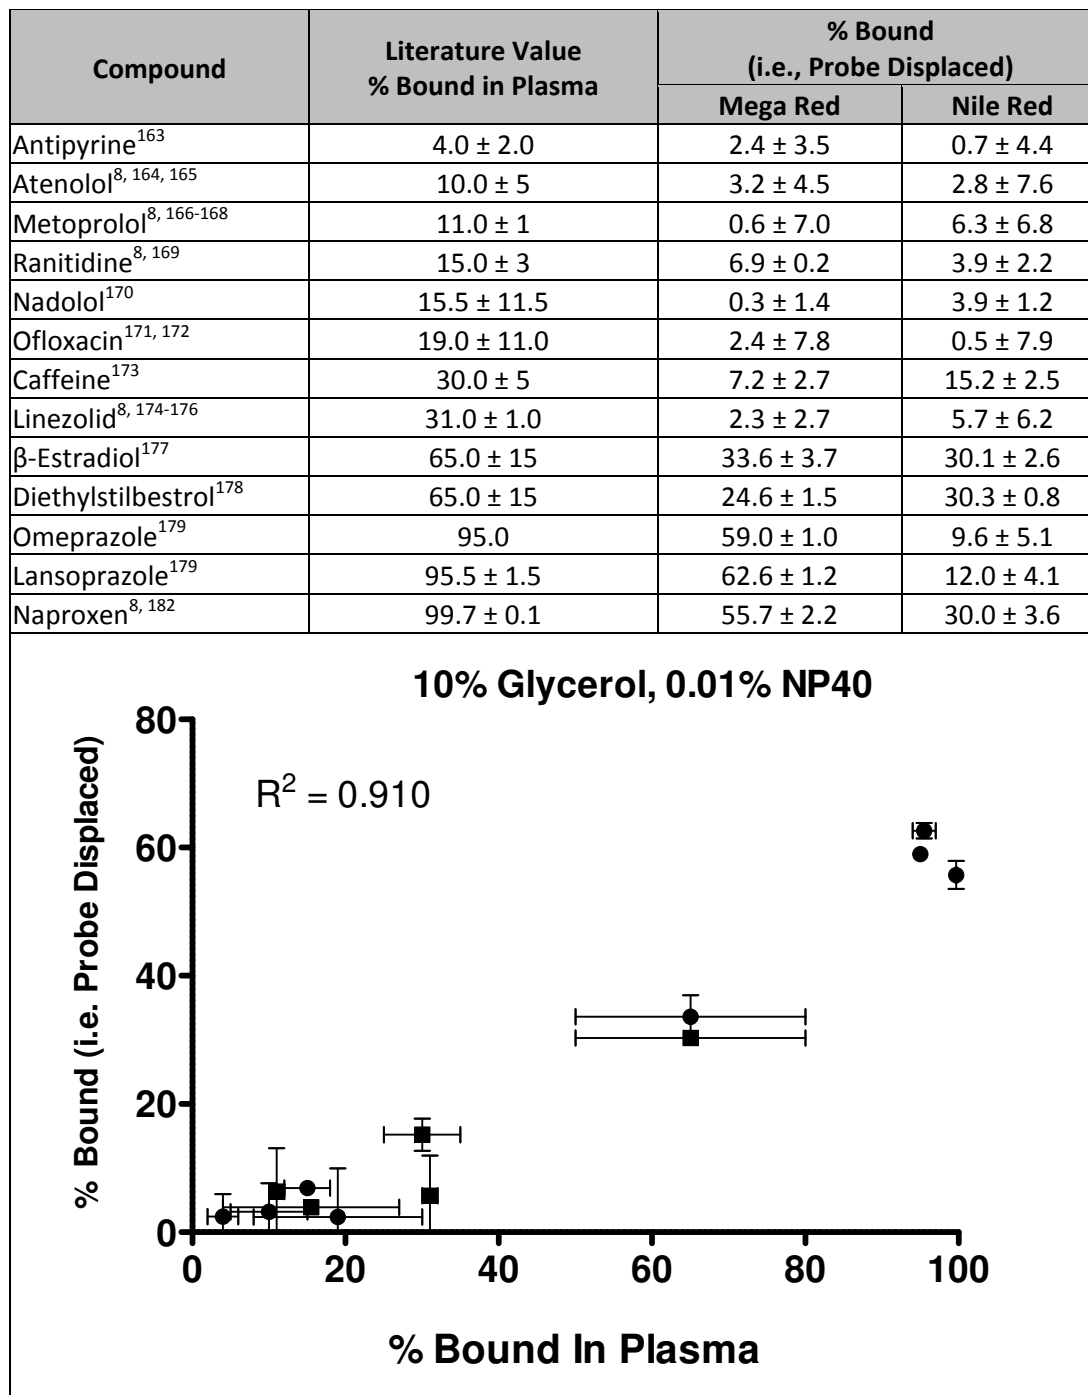 Compound Literature Value % Bound
% Bound in Plasma (i.e., Probe Displaced)
Mega Red Nile Red
Antipyrine163 4.0 ± 2.0 2.4 ± 3.5 0.7 ± 4.4
Atenolol8, 164, 165 10.0 ± 5 3.2 ± 4.5 2.8 ± 7.6
Metoprolol8, 166-168 11.0 ± 1 0.6 ± 7.0 6.3 ± 6.8
Ranitidine8, 169 15.0 ± 3 6.9 ± 0.2 3.9 ± 2.2
Nadolol170 15.5 ± 11.5 0.3 ± 1.4 3.9 ± 1.2
Ofloxacin171, 172 19.0 ± 11.0 2.4 ± 7.8 0.5 ± 7.9
Caffeine173 30.0 ± 5 7.2 ± 2.7 15.2 ± 2.5
Linezolid8, 174-176 31.0 ± 1.0 2.3 ± 2.7 5.7 ± 6.2
β-Estradiol177 65.0 ± 15 33.6 ± 3.7 30.1 ± 2.6
Diethylstilbestrol178 65.0 ± 15 24.6 ± 1.5 30.3 ± 0.8
Omeprazole179 95.0 59.0 ± 1.0 9.6 ± 5.1
Lansoprazole179 95.5 ± 1.5 62.6 ± 1.2 12.0 ± 4.1
Naproxen8, 182 99.7 ± 0.1 55.7 ± 2.2 30.0 ± 3.6
10% Glycerol, 0.01% NP40
% Bound (i.e. Probe Displaced)
80
R2 = 0.910
60
40
20
0
0 20 40 60 80 100
% Bound In Plasma